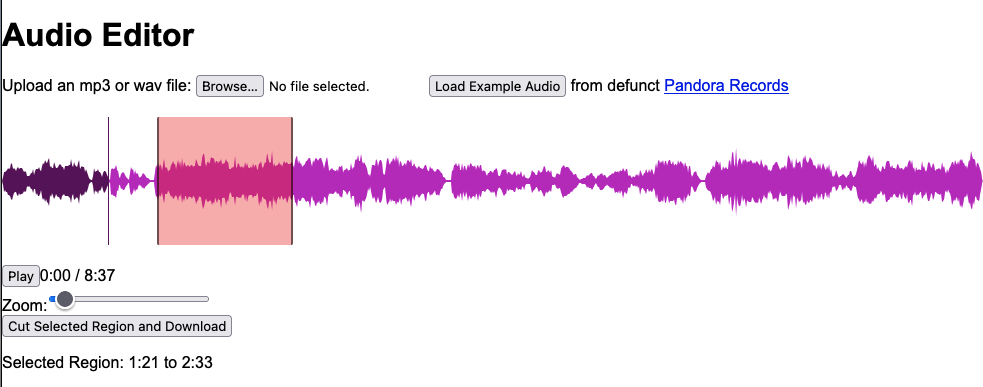 Audio Editor
Upload an mp3 or wav file: Browse... No file selected. Load Example Audio from defunct Pandora Records
Play 0:00 / 8:37
Zoom:
Cut Selected Region and Download
Selected Region: 1:21 to 2:33